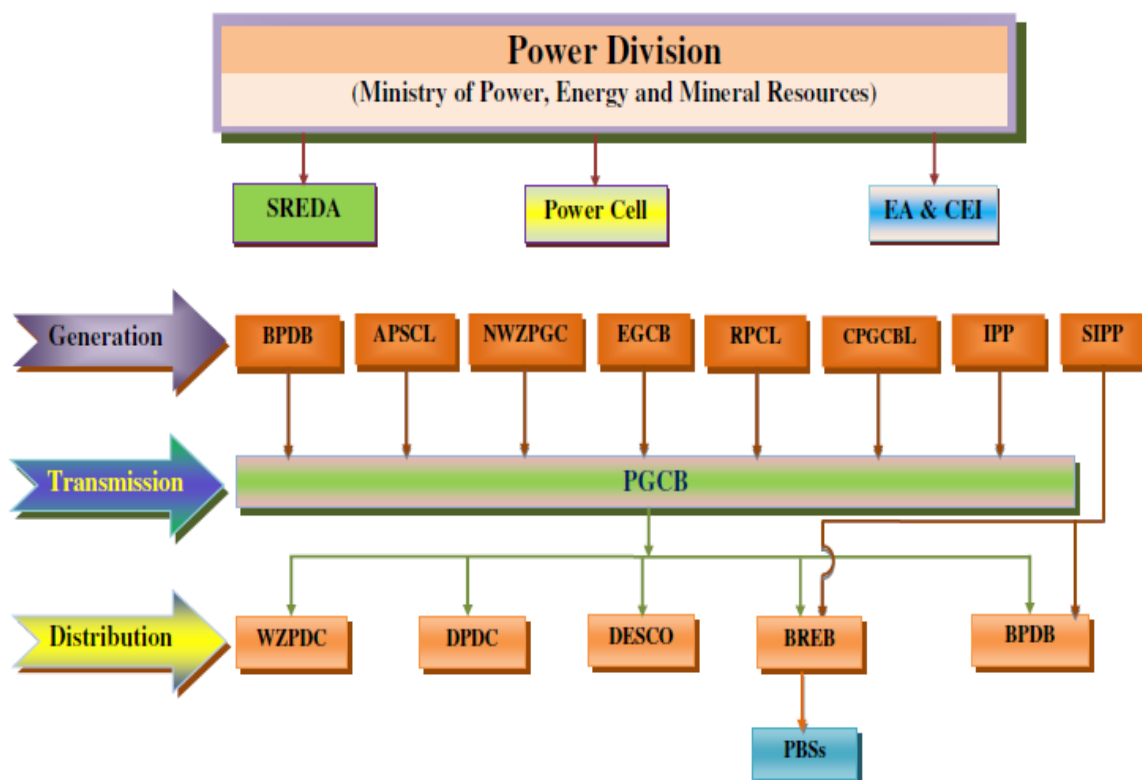 Power Division
(Ministry of Power, Energy and Mineral Resources)
SREDA
Power Cell
EA & CEI
Generation
BPDB
APSCL
NWZPGC
EGCB
RPCL
CPGCBL
IPP
SIPP
Transmission
PGCB
Distribution
WZPDC
DPDC
DESCO
BREB
BPDB
PBSs